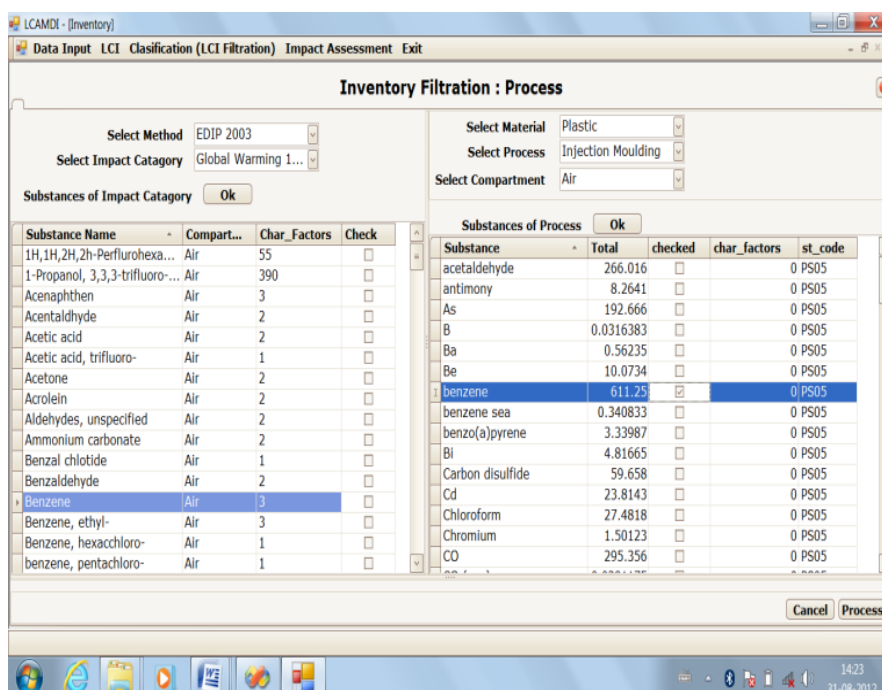 LCAMDI - [Inventory]
Data Input LCI Clasification (LCI Filtration) Impact Assessment Exit
Inventory Filtration : Process
Select Method EDIP 2003
Select Impact Catagory Global Warming 1...
Substances of Impact Catagory Ok
Select Material Plastic
Select Process Injection Moulding
Select Compartment Air
Substances of Process Ok
Substance Name Compart... Char_Factors Check
1H,1H,2H,2h-Perflurohexa... Air 55
1-Propanol, 3,3,3-trifluoro-... Air 390
Acenaphthen Air 3
Acentaldhyde Air 2
Acetic acid Air 2
Acetic acid, trifluoro- Air 1
Acetone Air 2
Acrolein Air 2
Aldehydes, unspecified Air 2
Ammonium carbonate Air 2
Benzal chlotide Air 1
Benzaldehyde Air 2
Benzene Air 3
Benzene, ethyl- Air 3
Benzene, hexacchloro- Air 1
benzene, pentachloro- Air 1
Substance Total checked char_factors st_code
acetaldehyde 266.016 0 PS05
antimony 8.2641 0 PS05
As 192.666 0 PS05
B 0.0316383 0 PS05
Ba 0.56235 0 PS05
Be 10.0734 0 PS05
benzene 611.25 0 PS05
benzene sea 0.340833 0 PS05
benzo(a)pyrene 3.33987 0 PS05
Bi 4.81665 0 PS05
Carbon disulfide 59.658 0 PS05
Cd 23.8143 0 PS05
Chloroform 27.4818 0 PS05
Chromium 1.50123 0 PS05
CO 295.356 0 PS05
Cancel Process
14:23
21-08-2012